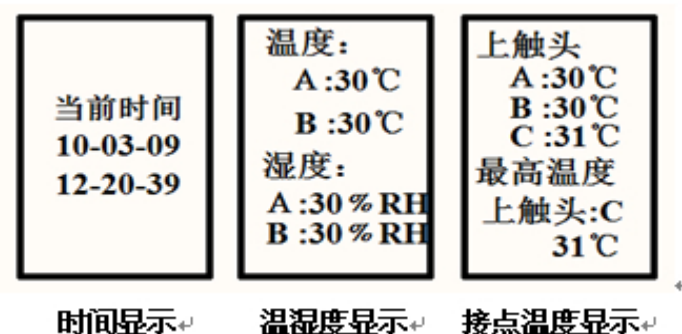 当前时间
10-03-09
12-20-39
温度：
A:30℃
B:30℃
湿度：
A:30%RH
B:30%RH
上触头
A:30℃
B:30℃
C:31℃
最高温度
上触头:C
31℃
时间显示↵
温湿度显示↵
接点温度显示↵